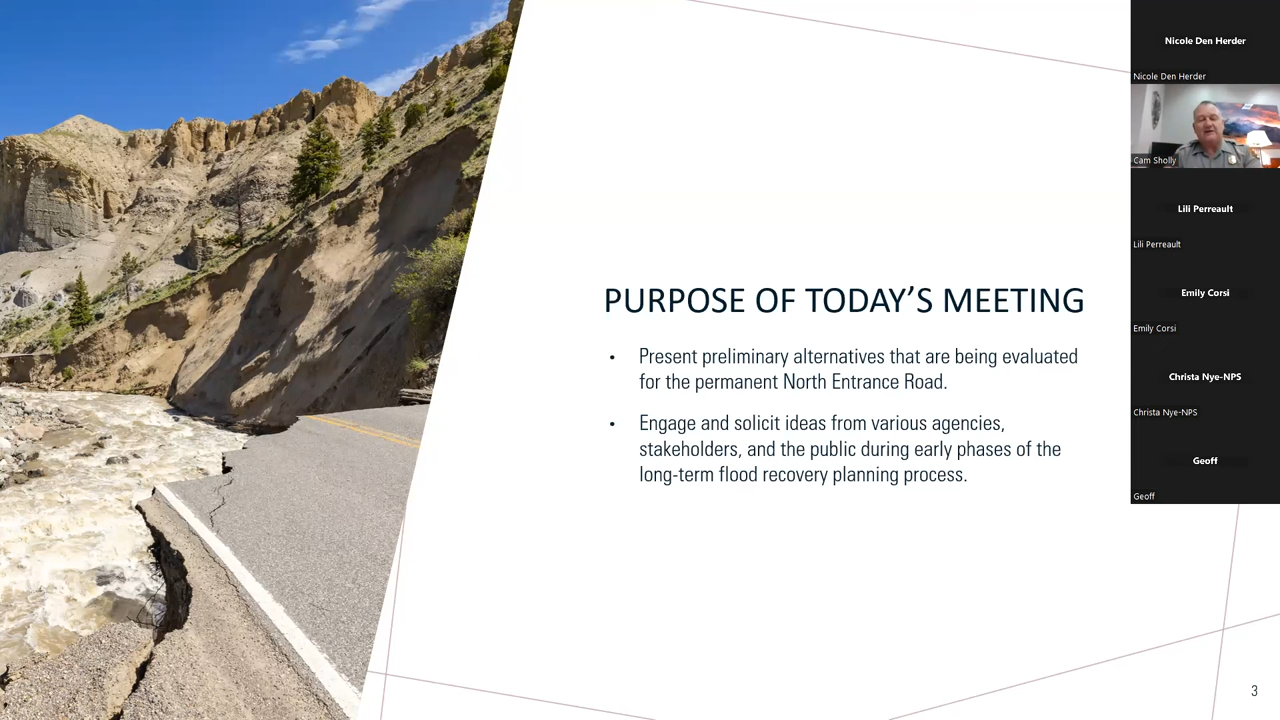 PURPOSE OF TODAY’S MEETING
• Present preliminary alternatives that are being evaluated
for the permanent North Entrance Road.
• Engage and solicit ideas from various agencies,
stakeholders, and the public during early phases of the
long-term flood recovery planning process.
3
Nicole Den Herder
Nicole Den Herder
Cam Sholly
Lili Perreault
Lili Perreault
Emily Corsi
Emily Corsi
Christa Nye-NPS
Christa Nye-NPS
Geoff
Geoff